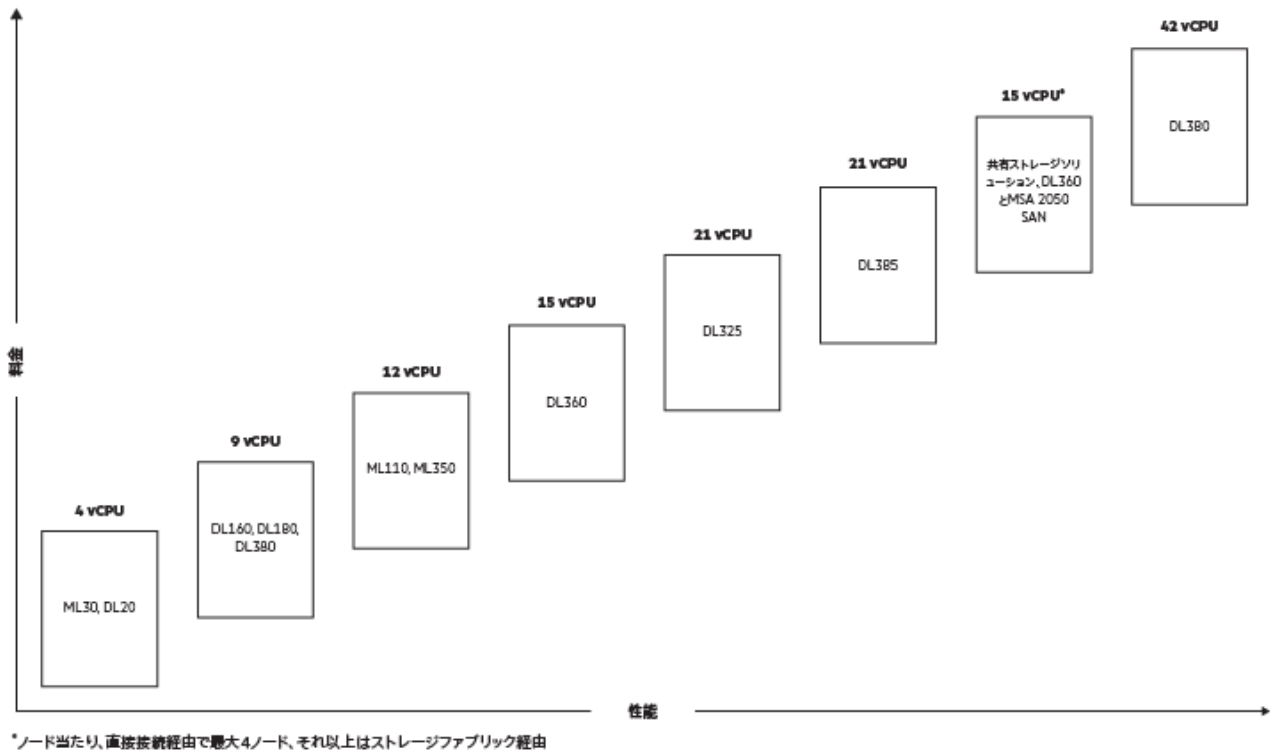 42 vCPU
DL380
15 vCPU*
共有ストレージソリ
ューション、DL360
とMSA 2050
SAN
21 vCPU
DL385
21 vCPU
DL325
15 vCPU
DL360
12 vCPU
ML110, ML350
9 vCPU
DL160, DL180,
DL380
4 vCPU
ML30, DL20
料金
性能
*ノード当たり、直接接続経由で最大4ノード、それ以上はストレージファブリック経由